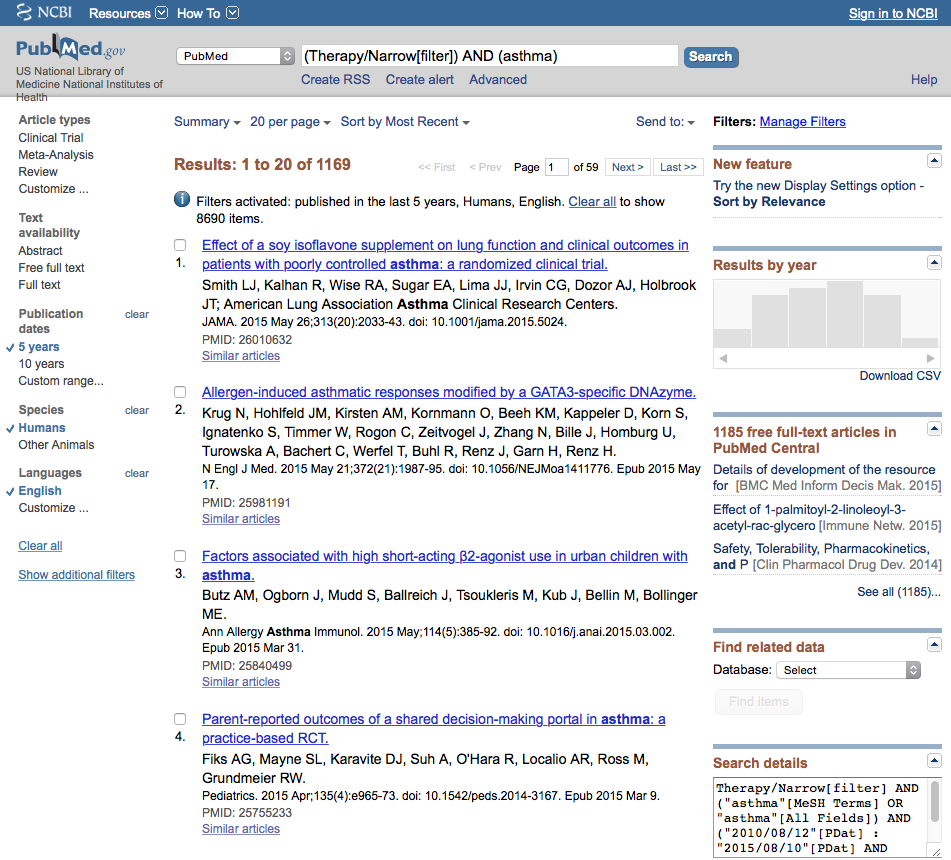 NCBI Resources How To Sign in to NCBI
PubMed.gov
US National Library of
Medicine National Institutes of
Health
PubMed
(Therapy/Narrow[filter]) AND (asthma)
Search
Create RSS Create alert Advanced
Help
Article types
Clinical Trial
Meta-Analysis
Review
Customize ...
Text
availability
Abstract
Free full text
Full text
Publication clear
dates
5 years
10 years
Custom range...
Species clear
Humans
Other Animals
Languages clear
English
Customize ...
Clear all
Show additional filters
Summary 20 per page Sort by Most Recent Send to:
Results: 1 to 20 of 1169
<< First < Prev Page 1 of 59 Next > Last >>
Filters activated: published in the last 5 years, Humans, English. Clear all to show
8690 items.
Effect of a soy isoflavone supplement on lung function and clinical outcomes in
1. patients with poorly controlled asthma: a randomized clinical trial.
Smith LJ, Kalhan R, Wise RA, Sugar EA, Lima JJ, Irvin CG, Dozor AJ, Holbrook
JT; American Lung Association Asthma Clinical Research Centers.
JAMA. 2015 May 26;313(20):2033-43. doi: 10.1001/jama.2015.5024.
PMID: 26010632
Similar articles
Allergen-induced asthmatic responses modified by a GATA3-specific DNAzyme.
2. Krug N, Hohlfeld JM, Kirsten AM, Kornmann O, Beeh KM, Kappeler D, Korn S,
Ignatenko S, Timmer W, Rogon C, Zeitvogel J, Zhang N, Bille J, Homburg U,
Turowska A, Bachert C, Werfel T, Buhl R, Renz J, Garn H, Renz H.
N Engl J Med. 2015 May 21;372(21):1987-95. doi: 10.1056/NEJMoa1411776. Epub 2015 May
17.
PMID: 25981191
Similar articles
Factors associated with high short-acting β2-agonist use in urban children with
3. asthma.
Butz AM, Ogborn J, Mudd S, Ballreich J, Tsoukleris M, Kub J, Bellin M, Bollinger
ME.
Ann Allergy Asthma Immunol. 2015 May;114(5):385-92. doi: 10.1016/j.anai.2015.03.002.
Epub 2015 Mar 31.
PMID: 25840499
Similar articles
Parent-reported outcomes of a shared decision-making portal in asthma: a
4. practice-based RCT.
Fiks AG, Mayne SL, Karavite DJ, Suh A, O'Hara R, Localio AR, Ross M,
Grundmeier RW.
Pediatrics. 2015 Apr;135(4):e965-73. doi: 10.1542/peds.2014-3167. Epub 2015 Mar 9.
PMID: 25755233
Similar articles
Filters: Manage Filters
New feature
Try the new Display Settings option -
Sort by Relevance
Results by year
Download CSV
1185 free full-text articles in
PubMed Central
Details of development of the resource
for [BMC Med Inform Decis Mak. 2015]
Effect of 1-palmitoyl-2-linoleoyl-3-
acetyl-rac-glycero [Immune Netw. 2015]
Safety, Tolerability, Pharmacokinetics,
and P [Clin Pharmacol Drug Dev. 2014]
See all (1185)...
Find related data
Database: Select
Find items
Search details
Therapy/Narrow[filter] AND
("asthma"[MeSH Terms] OR
"asthma"[All Fields]) AND
("2010/08/12"[PDat] :
"2015/08/10"[PDat] AND